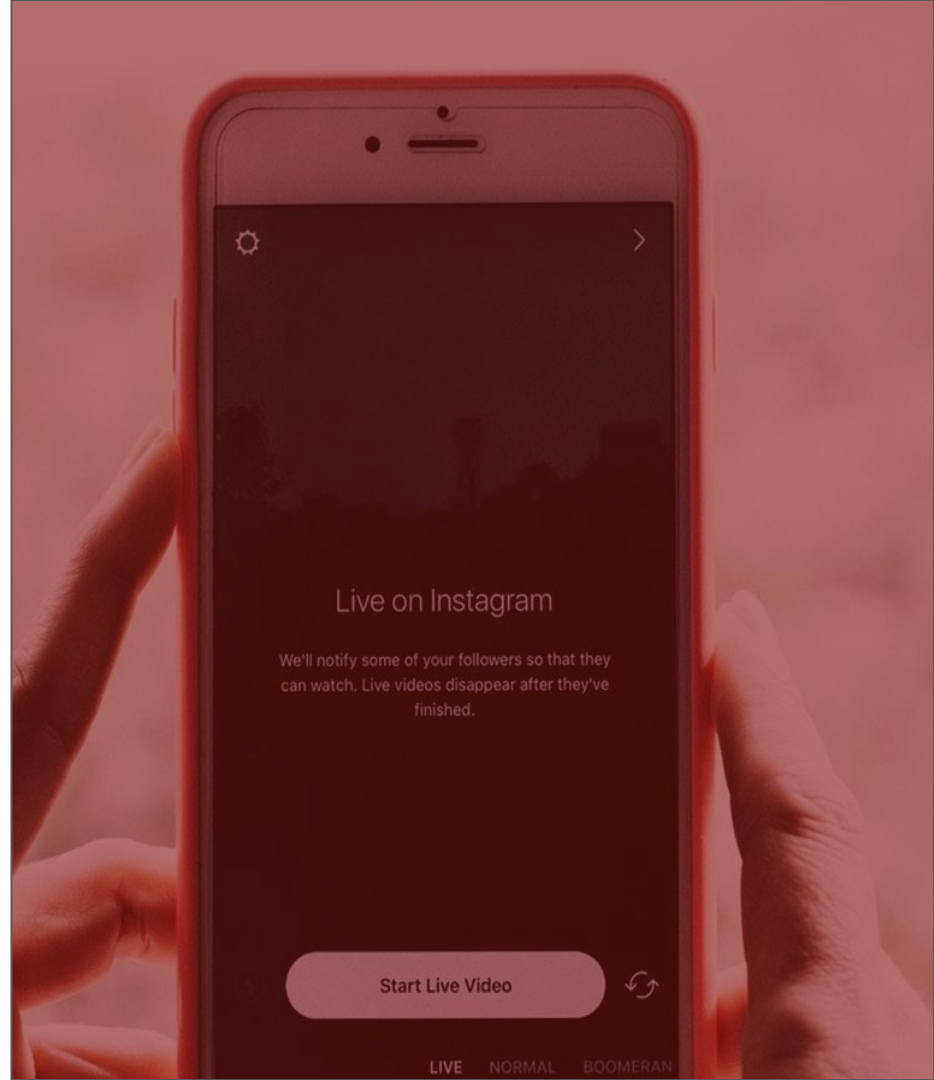 Live on Instagram
We'll notify some of your followers so that they
can watch. Live videos disappear after they've
finished.
Start Live Video
LIVE NORMAL BOOMERAN